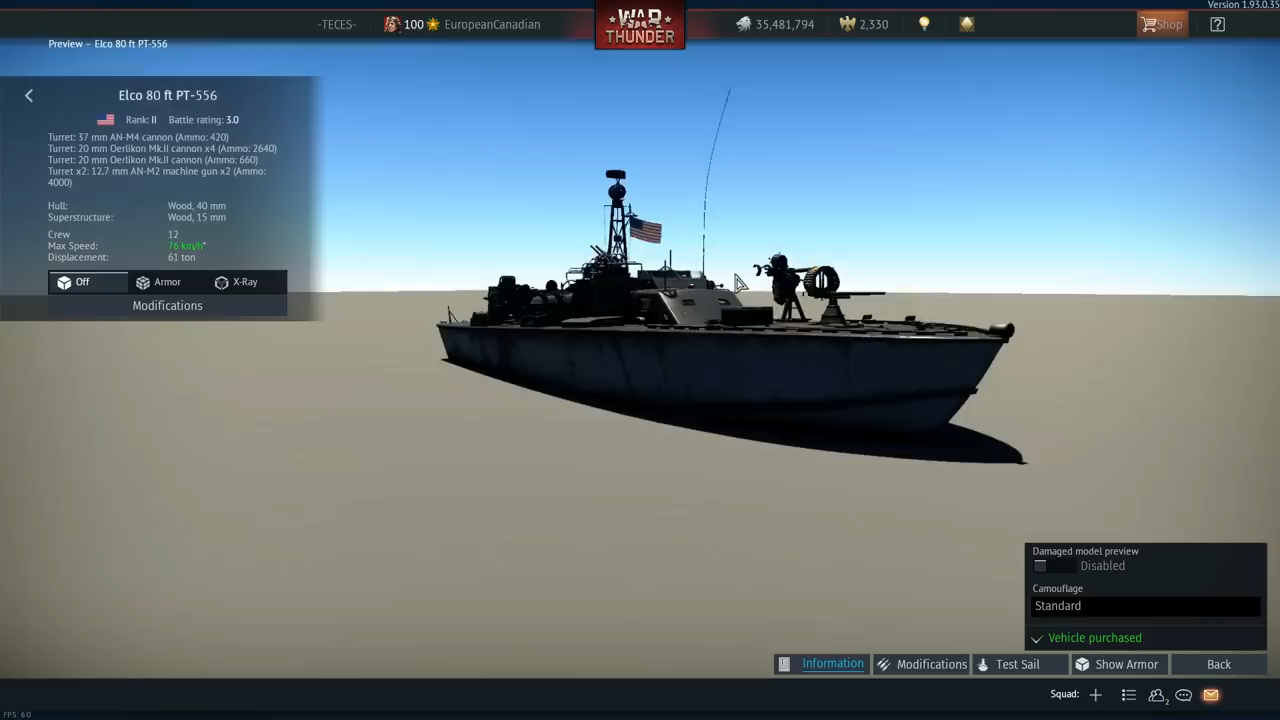 Version 1.93.0.35
-TECES-
100 EuropeanCanadian
WAR
THUNDER
35,481,794
2,330
Shop
?
Preview – Elco 80 ft PT-556
Elco 80 ft PT-556
Rank: II Battle rating: 3.0
Turret: 37 mm AN-M4 cannon (Ammo: 420)
Turret: 20 mm Oerlikon Mk.II cannon x4 (Ammo: 2640)
Turret: 20 mm Oerlikon Mk.II cannon (Ammo: 660)
Turret x2: 12.7 mm AN-M2 machine gun x2 (Ammo:
4000)
Hull: Wood, 40 mm
Superstructure: Wood, 15 mm
Crew 12
Max Speed: 76 km/h*
Displacement: 61 ton
Off Armor X-Ray
Modifications
Damaged model preview
Disabled
Camouflage
Standard
Vehicle purchased
Information Modifications Test Sail Show Armor Back
Squad: 2
FPS: 60